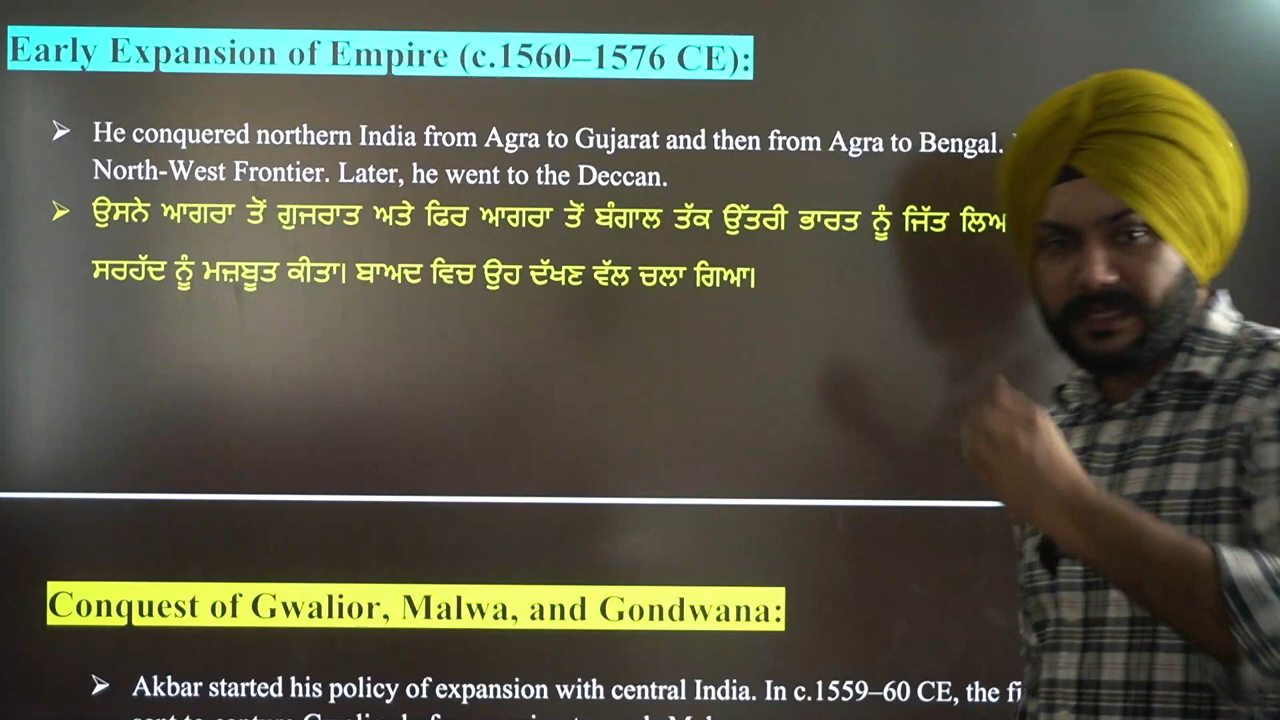 Early Expansion of Empire (c.1560–1576 CE):
➢ He conquered northern India from Agra to Gujarat and then from Agra to Bengal.
North-West Frontier. Later, he went to the Deccan.
➢ ਉਸਨੇ ਆਗਰਾ ਤੋਂ ਗੁਜਰਾਤ ਅਤੇ ਫਿਰ ਆਗਰਾ ਤੋਂ ਬੰਗਾਲ ਤੱਕ ਉੱਤਰੀ ਭਾਰਤ ਨੂੰ ਜਿੱਤ
ਸਰਹੱਦ ਨੂੰ ਮਜ਼ਬੂਤ ਕੀਤਾ। ਬਾਅਦ ਵਿਚ ਉਹ ਦੱਖਣ ਵੱਲ ਚਲਾ ਗਿਆ।
Conquest of Gwalior, Malwa, and Gondwana:
➢ Akbar started his policy of expansion with central India. In c.1559–60 CE, the